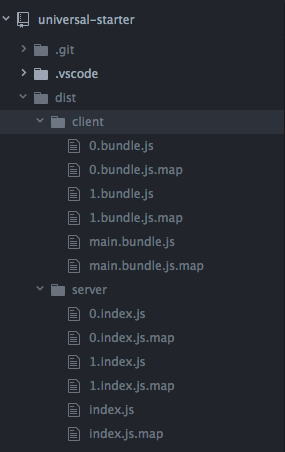 universal-starter
.git
.vscode
dist
client
0.bundle.js
0.bundle.js.map
1.bundle.js
1.bundle.js.map
main.bundle.js
main.bundle.js.map
server
0.index.js
0.index.js.map
1.index.js
1.index.js.map
index.js
index.js.map